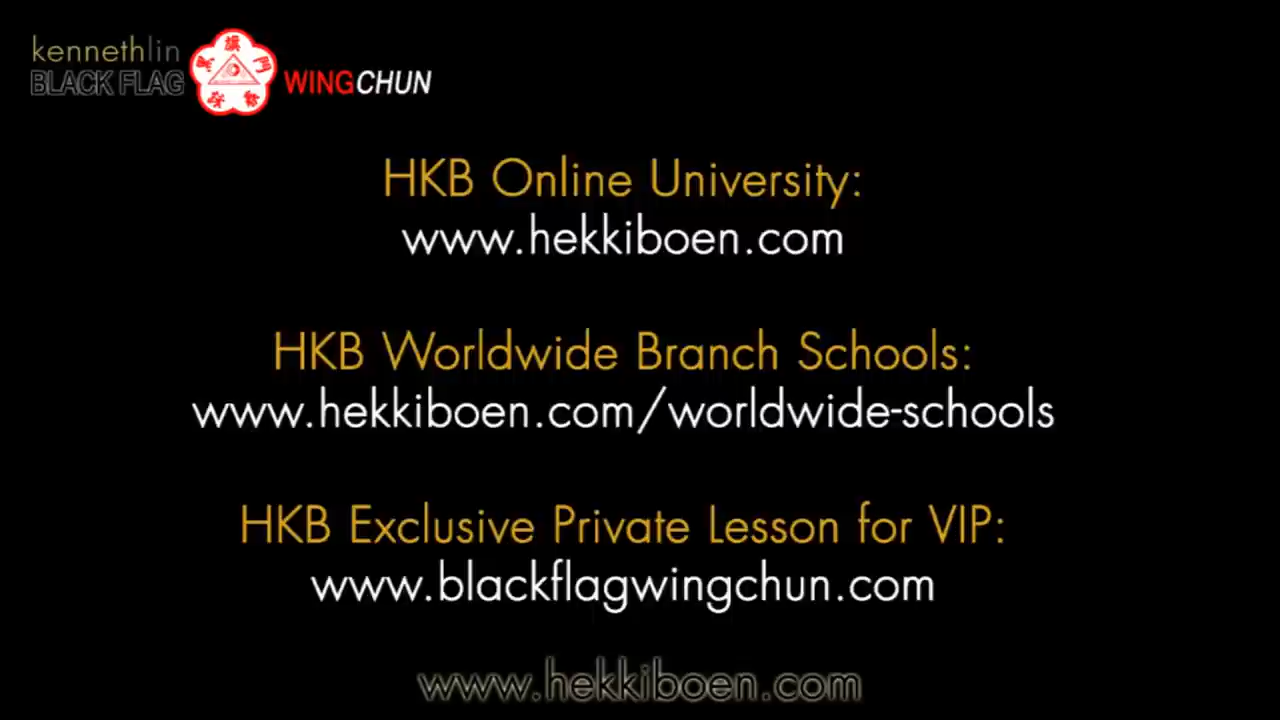 kennethlin
BLACK FLAG
WINGCHUN
HKB Online University:
www.hekkiboen.com
HKB Worldwide Branch Schools:
www.hekkiboen.com/worldwide-schools
HKB Exclusive Private Lesson for VIP:
www.blackflagwingchun.com
www.hekkiboen.com